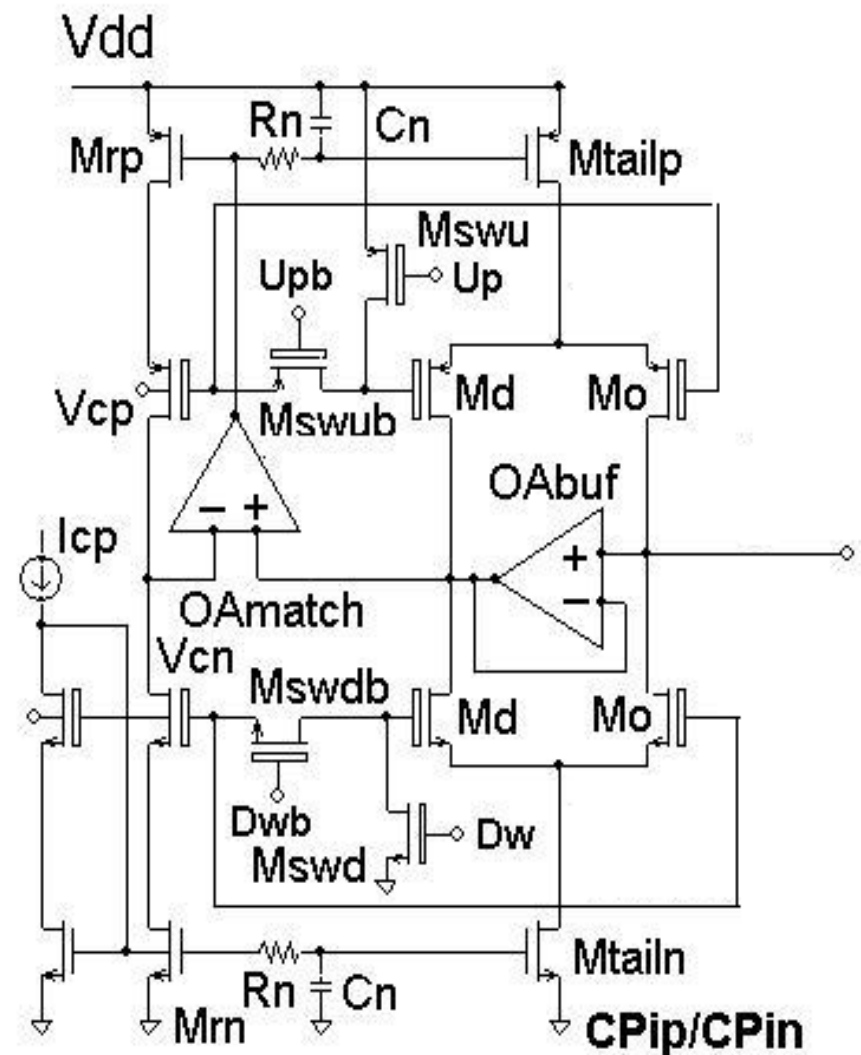 Vdd
Rn
Cn
Mrp
Mtailp
Mswu
Upb
Up
Vcp
Mswub
Md
Mo
OAbuf
− +
+
−
Icp
OAmatch
Vcn
Mswdb
Md
Mo
Dwb
Dw
Mswd
Rn
Cn
Mtailn
Mrn
CPip/CPin